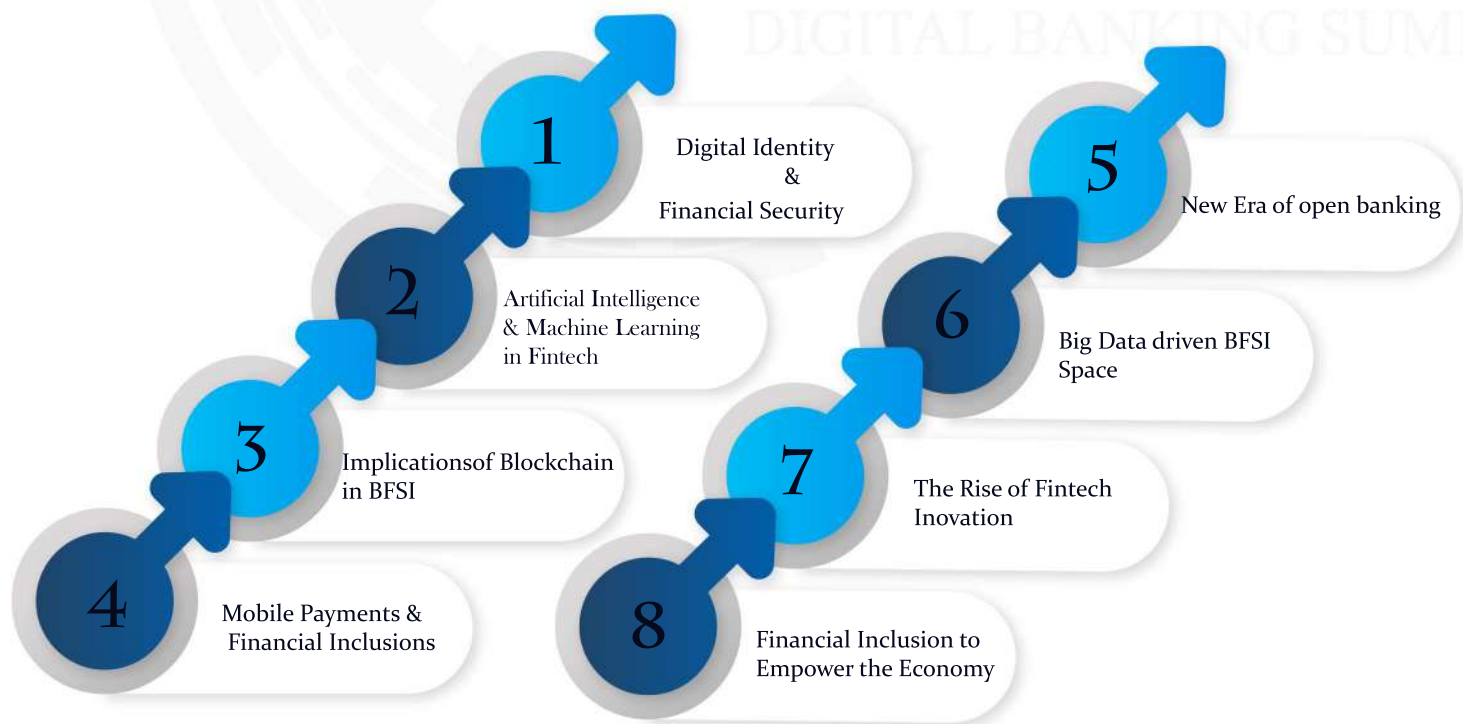 DIGITAL BANKING SUM
1
Digital Identity
&
Financial Security
2
Artificial Intelligence
& Machine Learning
in Fintech
3
Implicationsof Blockchain
in BFSI
4
Mobile Payments &
Financial Inclusions
5
New Era of open banking
6
Big Data driven BFSI
Space
7
The Rise of Fintech
Inovation
8
Financial Inclusion to
Empower the Economy